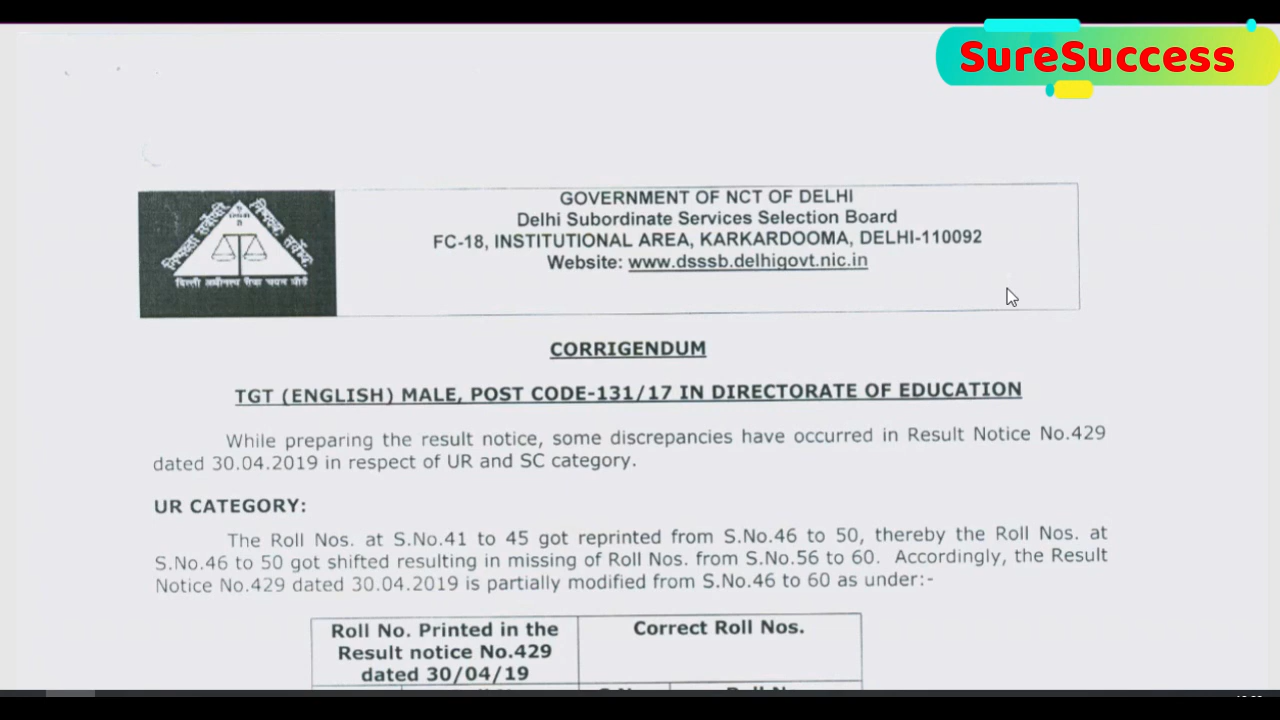 SureSuccess
GOVERNMENT OF NCT OF DELHI
Delhi Subordinate Services Selection Board
FC-18, INSTITUTIONAL AREA, KARKARDOOMA, DELHI-110092
Website: www.dsssb.delhigovt.nic.in
दिल्ली अधीनस्थ सेवा चयन बोर्ड
CORRIGENDUM
TGT (ENGLISH) MALE, POST CODE-131/17 IN DIRECTORATE OF EDUCATION
While preparing the result notice, some discrepancies have occurred in Result Notice No.429
dated 30.04.2019 in respect of UR and SC category.
UR CATEGORY:
The Roll Nos. at S.No.41 to 45 got reprinted from S.No.46 to 50, thereby the Roll Nos. at
S.No.46 to 50 got shifted resulting in missing of Roll Nos. from S.No.56 to 60. Accordingly, the Result
Notice No.429 dated 30.04.2019 is partially modified from S.No.46 to 60 as under:-
Roll No. Printed in the
Result notice No.429
dated 30/04/19
Correct Roll Nos.